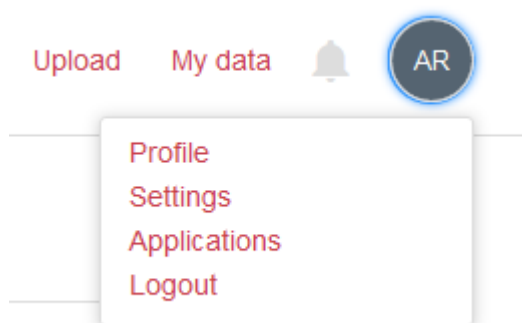 Upload My data AR
Profile
Settings
Applications
Logout